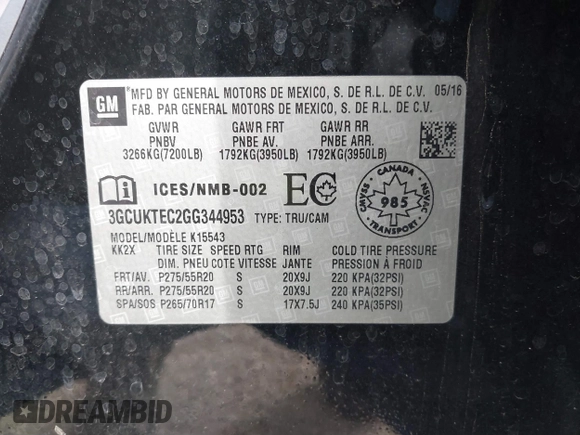 GM
*MFD BY GENERAL MOTORS DE MEXICO, S. DE R.L. DE C.V. 05/16
FAB. PAR GENERAL MOTORS DE MEXICO, S. DE R.L. DE C.V.
GVWR GAWR FRT GAWR RR
PNBV PNBE AV. PNBE ARR.
3266KG(7200LB) 1792KG(3950LB) 1792KG(3950LB)
ICES/NMB-002 EC
CANADA
CMVSS 985 NSVAC
TRANSPORT
3GCUKTEC2GG344953 TYPE: TRU/CAM
MODEL/MODÈLE K15543
KK2X TIRE SIZE SPEED RTG RIM COLD TIRE PRESSURE
DIM. PNEU COTE VITESSE JANTE PRESSION À FROID
FRT/AV. P275/55R20 S 20X9J 220 KPA(32PSI)
RR/ARR. P275/55R20 S 20X9J 220 KPA(32PSI)
SPA/SOS P265/70R17 S 17X7.5J 240 KPA(35PSI)
DREAMBID